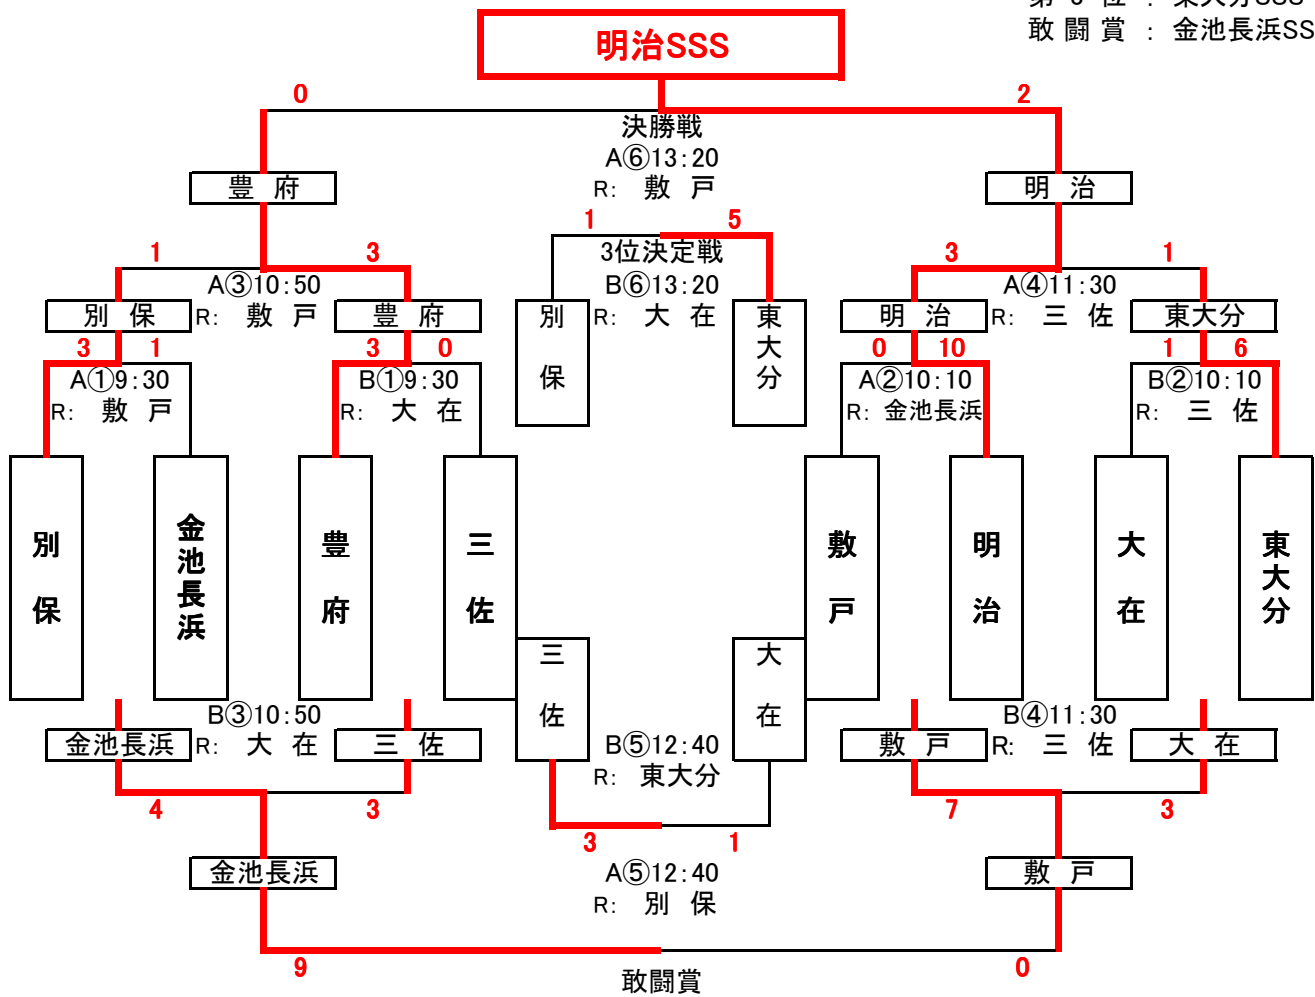 東大分SSS
敢闘賞 : 金池長浜SS
明治SSS
0 2
決勝戦
A⑥13:20
R: 敷戸
豊府 明治
1 5
3位決定戦
B⑥13:20
R: 大在
別保 東大分
1 3 3 1
A③10:50 A④11:30
R: 敷戸 R: 三佐
別保 豊府 明治 東大分
3 1 3 0 0 10 1 6
A①9:30 B①9:30 A②10:10 B②10:10
R: 敷戸 R: 大在 R: 金池長浜 R: 三佐
別保 金池長浜 豊府 三佐 敷戸 明治 大在 東大分
三佐 大在
B③10:50 B④11:30
R: 大在 R: 三佐
金池長浜 三佐 敷戸 大在
B⑤12:40
R: 東大分
4 3 7 3
3 1
金池長浜 敷戸
A⑤12:40
R: 別保
9 0
敢闘賞